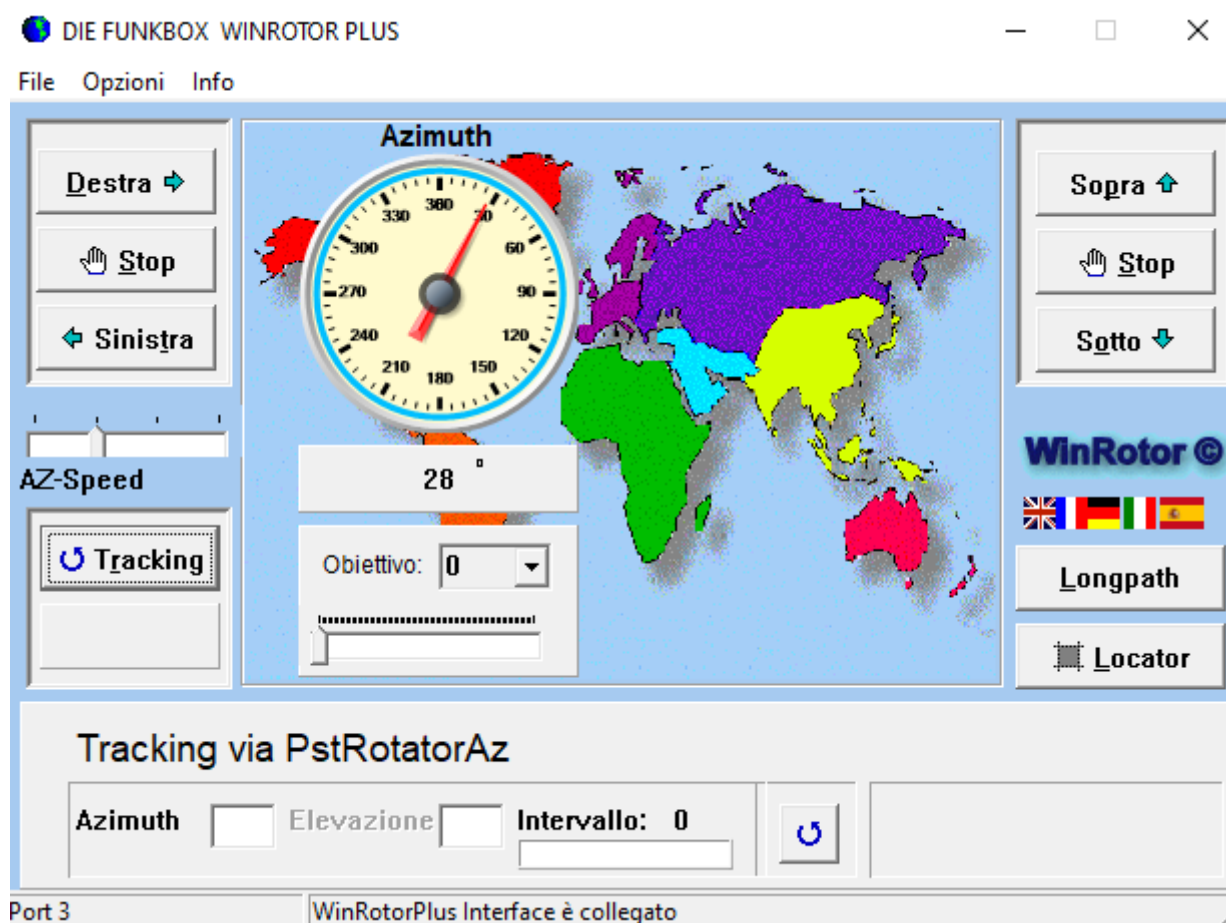 DIE FUNKBOX WINROTOR PLUS
File Opzioni Info
Destra
Stop
Sinistra
AZ-Speed
Tracking
Azimuth
360
30
60
90
120
150
180
210
240
270
300
330
28 °
Obiettivo: 0
Sopra
Stop
Sotto
WinRotor ©
Longpath
Locator
Tracking via PstRotatorAz
Azimuth Elevazione Intervallo: 0
Port 3 WinRotorPlus Interface è collegato